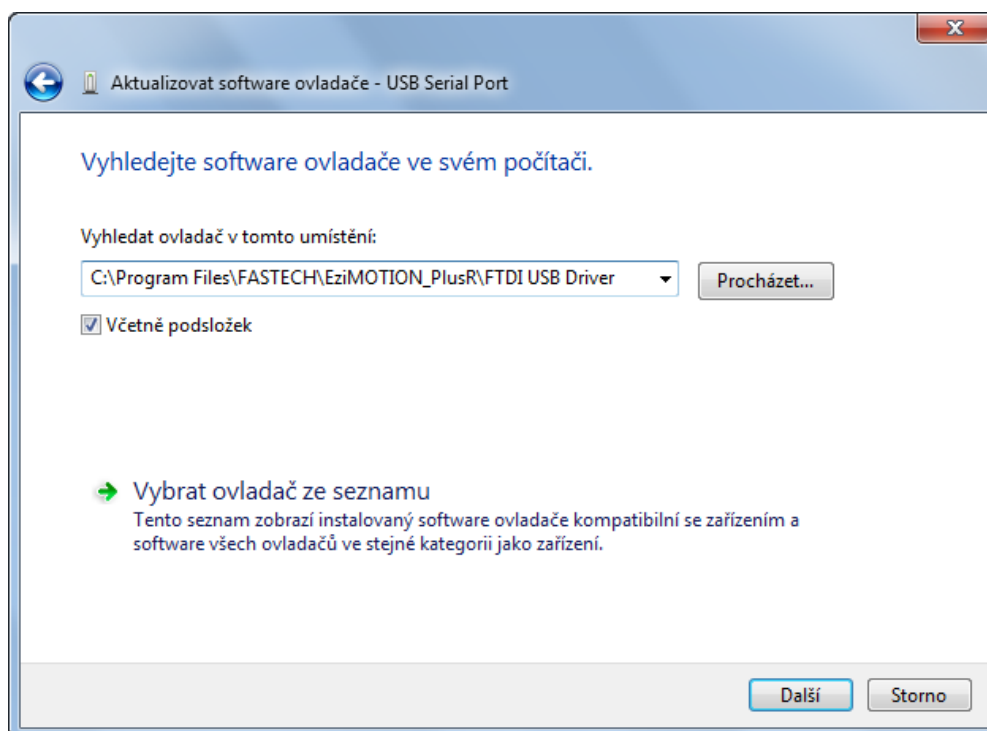 Aktualizovat software ovladače - USB Serial Port
Vyhledejte software ovladače ve svém počítači.
Vyhledat ovladač v tomto umístění:
C:\Program Files\FASTECH\EziMOTION_PlusR\FTDI USB Driver
Procházet...
Včetně podsložek
Vybrat ovladač ze seznamu
Tento seznam zobrazí instalovaný software ovladače kompatibilní se zařízením a
software všech ovladačů ve stejné kategorii jako zařízení.
Další
Storno